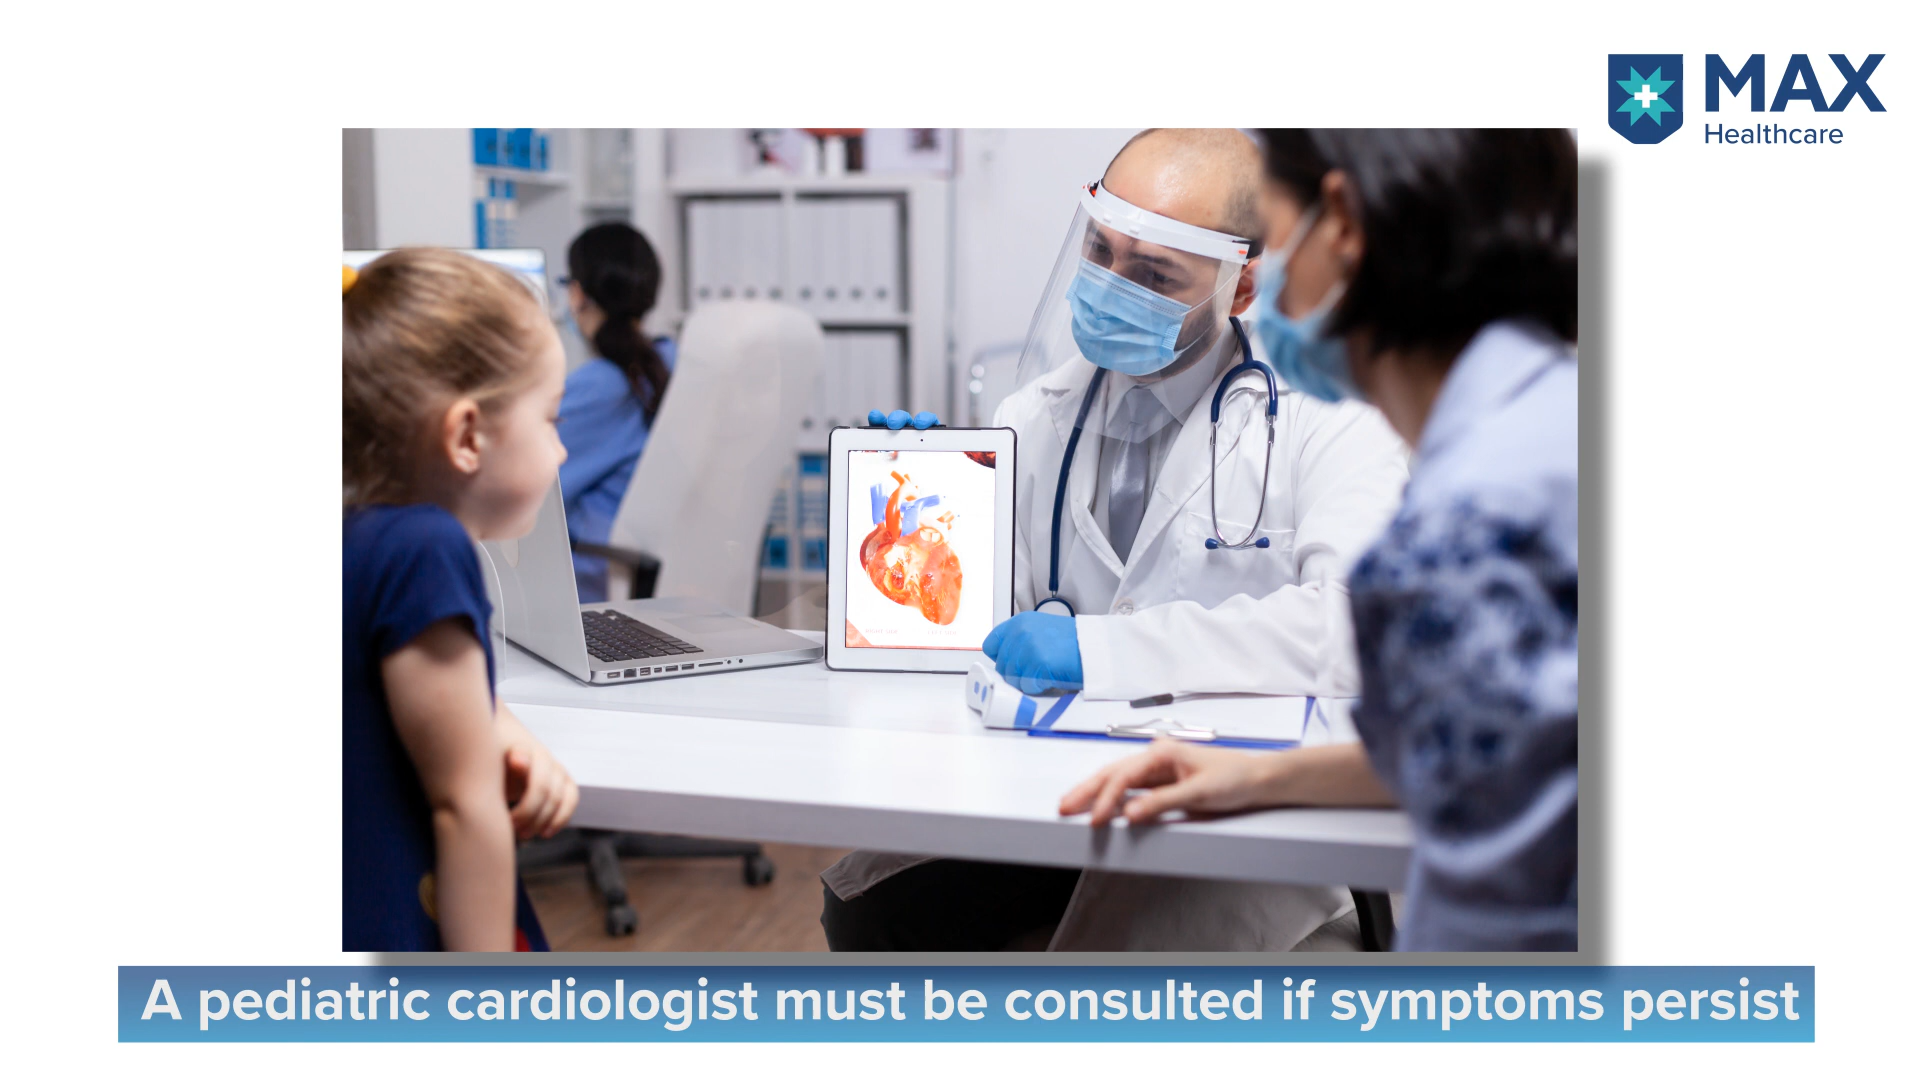 MAX
Healthcare
A pediatric cardiologist must be consulted if symptoms persist